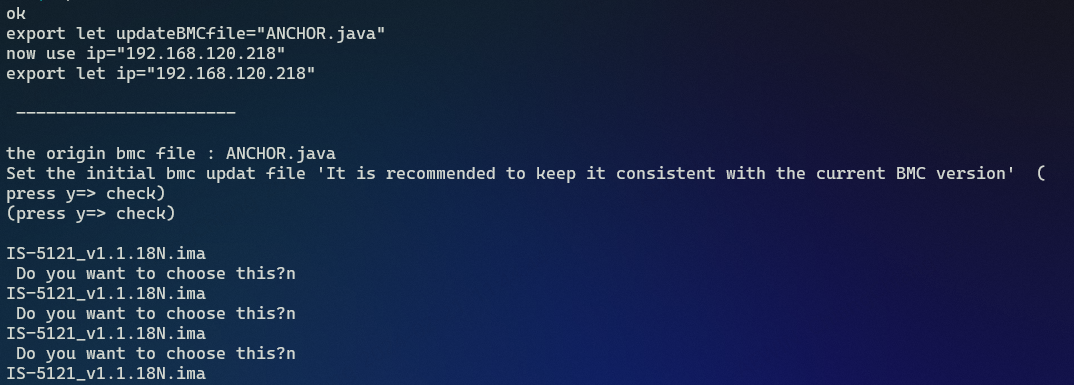 ok
export let updateBMCfile="ANCHOR.java"
now use ip="192.168.120.218"
export let ip="192.168.120.218"
----------------------
the origin bmc file : ANCHOR.java
Set the initial bmc updat file 'It is recommended to keep it consistent with the current BMC version'  (
press y=> check)
(press y=> check)
IS-5121_v1.1.18N.ima
Do you want to choose this?n
IS-5121_v1.1.18N.ima
Do you want to choose this?n
IS-5121_v1.1.18N.ima
Do you want to choose this?n
IS-5121_v1.1.18N.ima